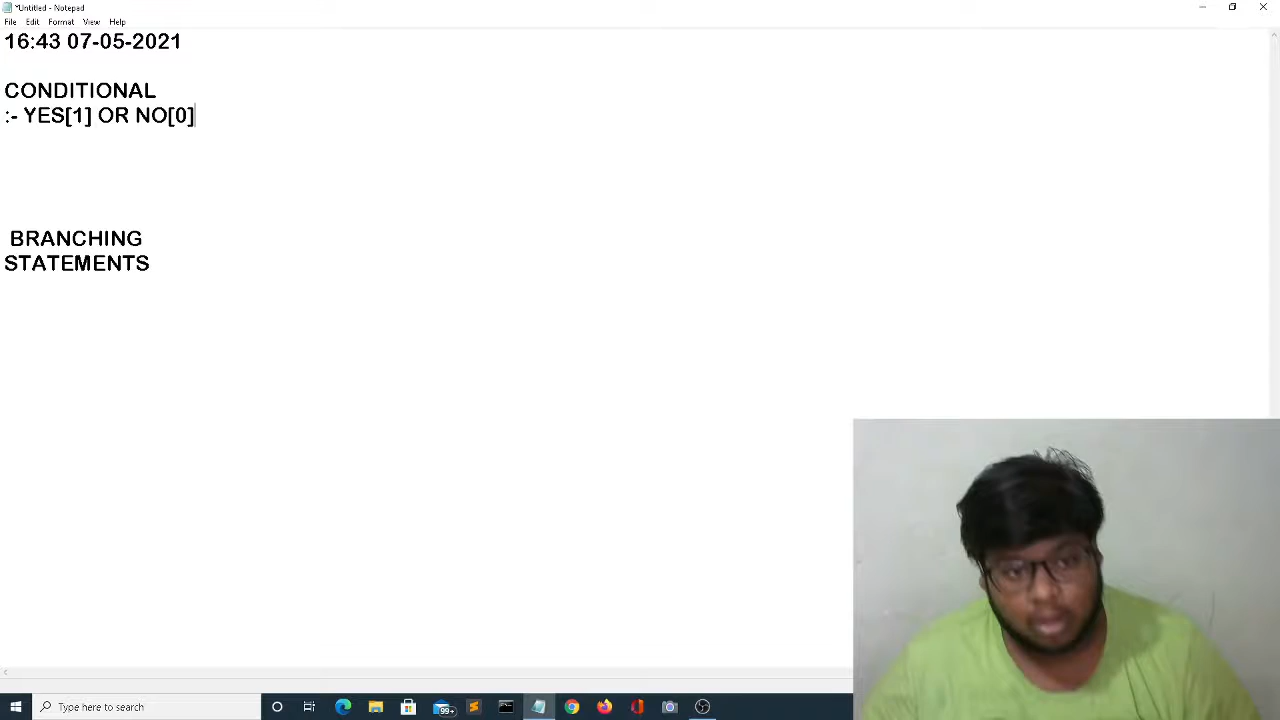 *Untitled - Notepad
File Edit Format View Help
16:43 07-05-2021
CONDITIONAL
:- YES[1] OR NO[0]
BRANCHING
STATEMENTS
Type here to search
99+